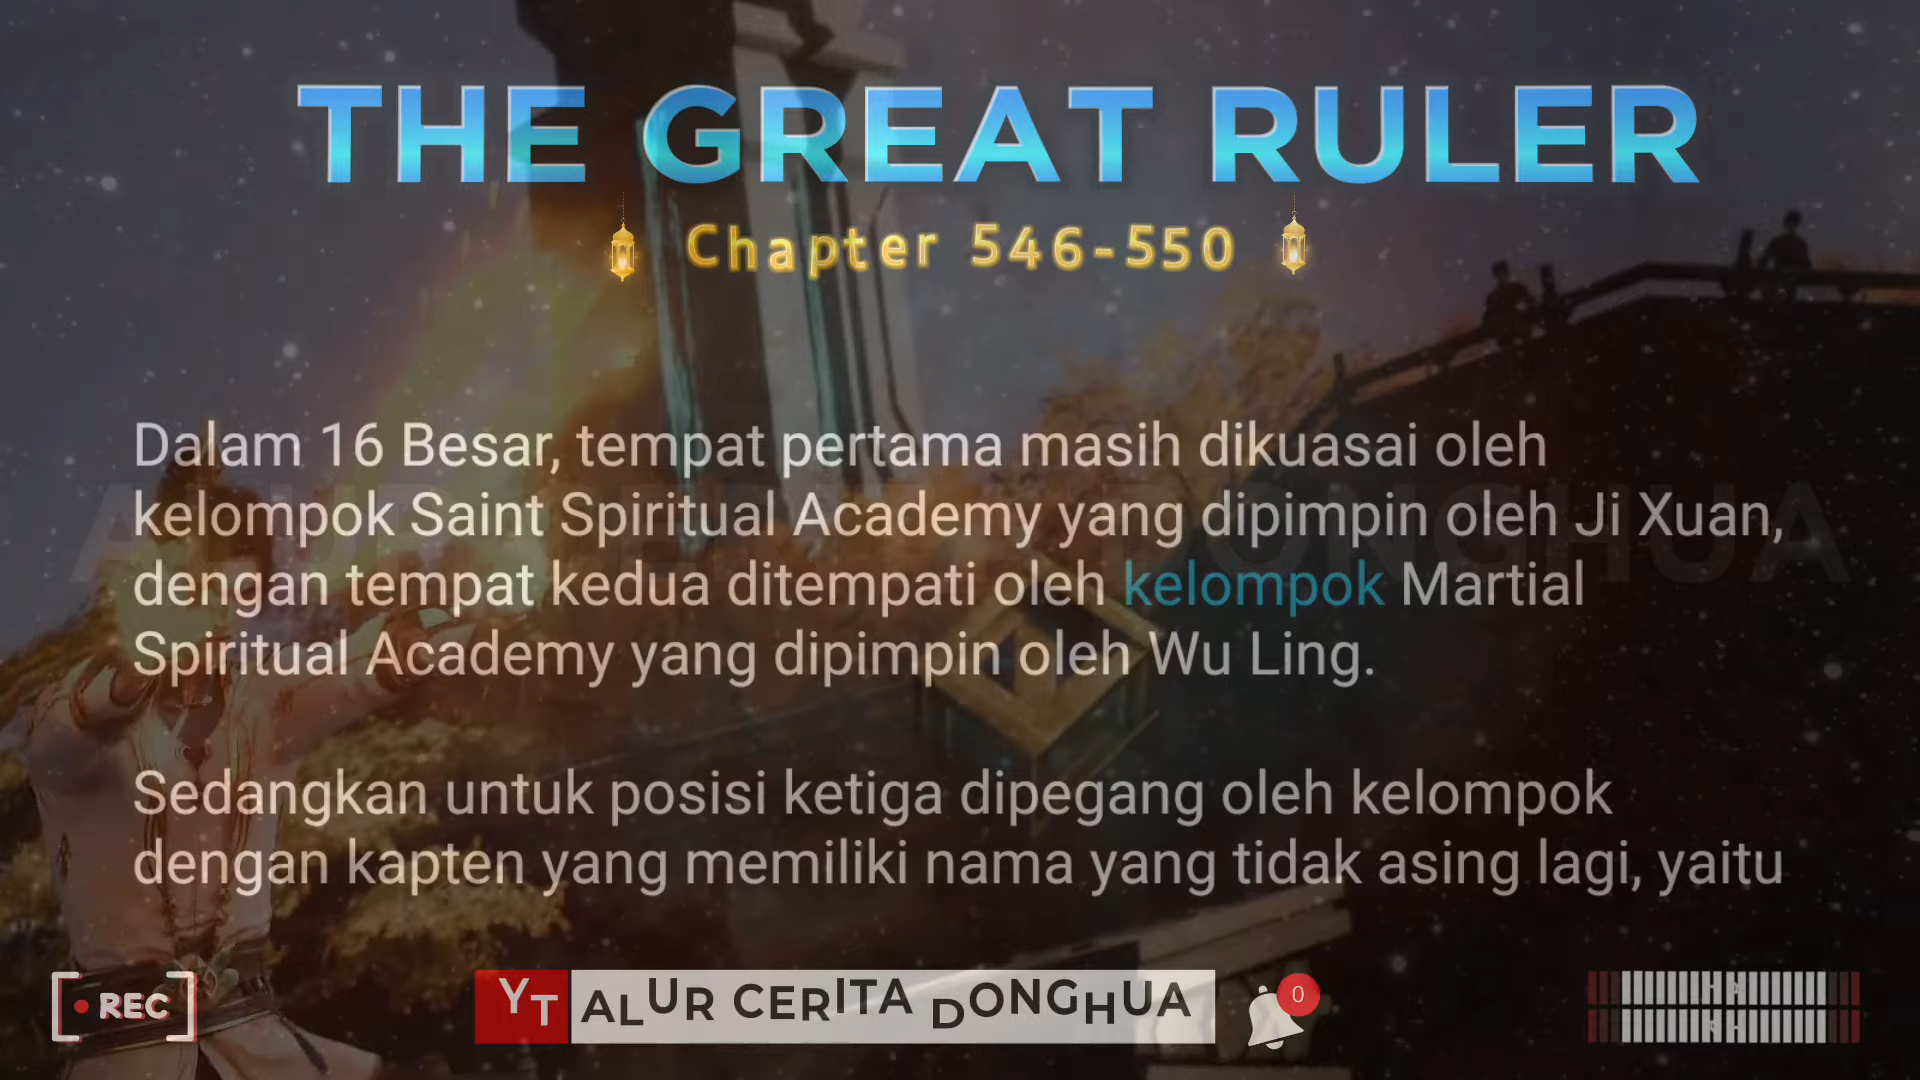 THE GREAT RULER
Chapter 546-550
Dalam 16 Besar, tempat pertama masih dikuasai oleh
kelompok Saint Spiritual Academy yang dipimpin oleh Ji Xuan,
dengan tempat kedua ditempati oleh kelompok Martial
Spiritual Academy yang dipimpin oleh Wu Ling.
Sedangkan untuk posisi ketiga dipegang oleh kelompok
dengan kapten yang memiliki nama yang tidak asing lagi, yaitu
REC
YT ALUR CERITA DONGHUA
0